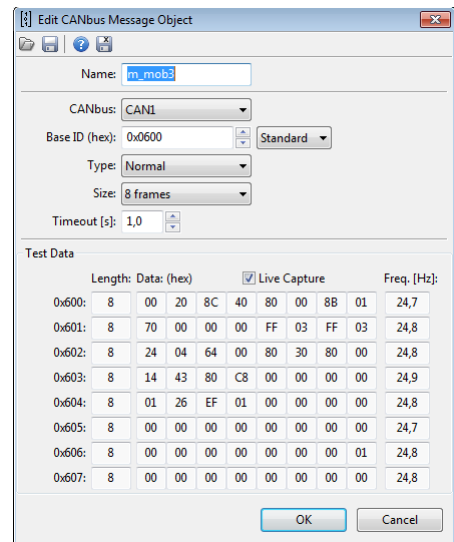 Edit CANbus Message Object
Name: m_mob3
CANbus: CAN1
Base ID (hex): 0x0600 Standard
Type: Normal
Size: 8 frames
Timeout [s]: 1,0
Test Data
Length: Data: (hex) Live Capture Freq. [Hz]:
0x600: 8 00 20 8C 40 80 00 8B 01 24,7
0x601: 8 70 00 00 00 FF 03 FF 03 24,8
0x602: 8 24 04 64 00 80 30 80 00 24,8
0x603: 8 14 43 80 C8 00 00 00 00 24,9
0x604: 8 01 26 EF 01 00 00 00 00 24,8
0x605: 8 00 00 00 00 00 00 00 00 24,7
0x606: 8 00 00 00 00 00 00 00 01 24,8
0x607: 8 00 00 00 00 00 00 00 00 24,8
OK Cancel